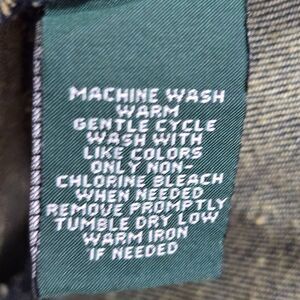 MACHINE WASH
WARM
GENTLE CYCLE
WASH WITH
LIKE COLORS
ONLY NON-
CHLORINE BLEACH
WHEN NEEDED
REMOVE PROMPTLY
TUMBLE DRY LOW
WARM IRON
IF NEEDED